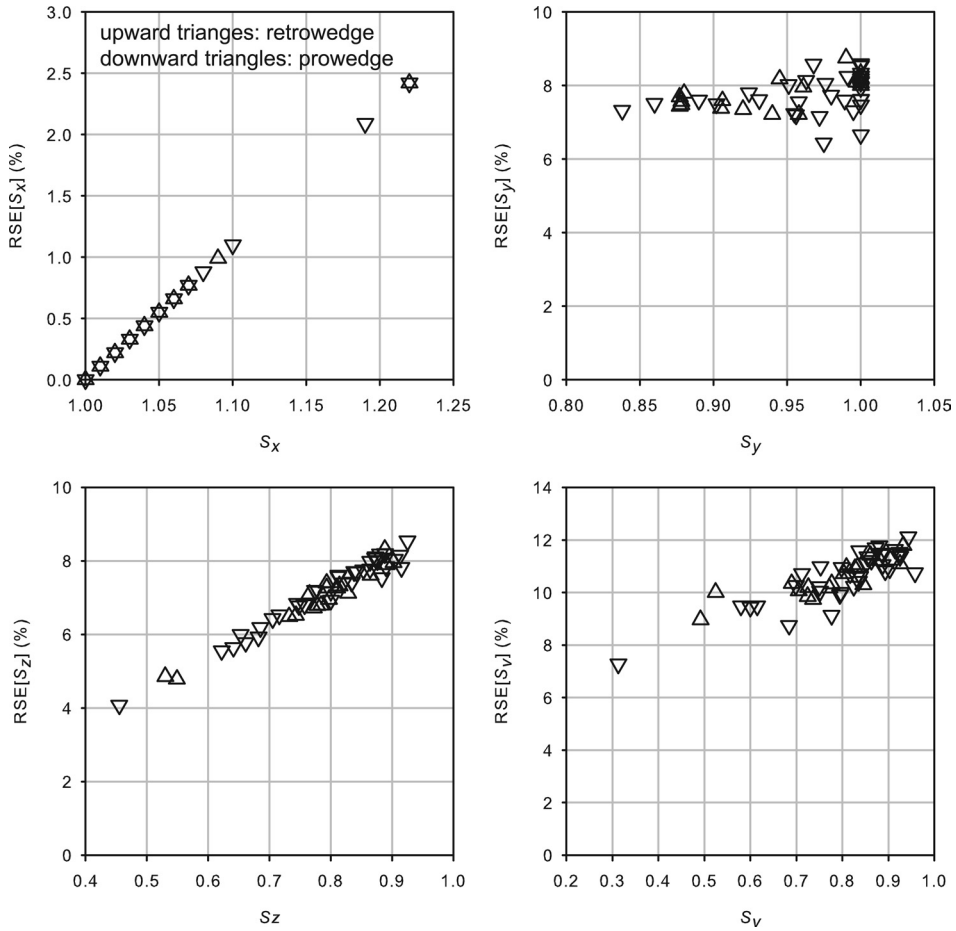 3.0
2.5
2.0
1.5
1.0
0.5
0.0
RSE[Sx] (%)
upward trianges: retrowedge
downward triangles: prowedge
1.00 1.05 1.10 1.15 1.20 1.25
Sx
10
8
6
4
2
0
RSE[Sy] (%)
0.80 0.85 0.90 0.95 1.00 1.05
Sy
10
8
6
4
2
0
RSE[Sz] (%)
0.4 0.5 0.6 0.7 0.8 0.9 1.0
Sz
14
12
10
8
6
4
2
0
RSE[Sv] (%)
0.2 0.3 0.4 0.5 0.6 0.7 0.8 0.9 1.0
Sv